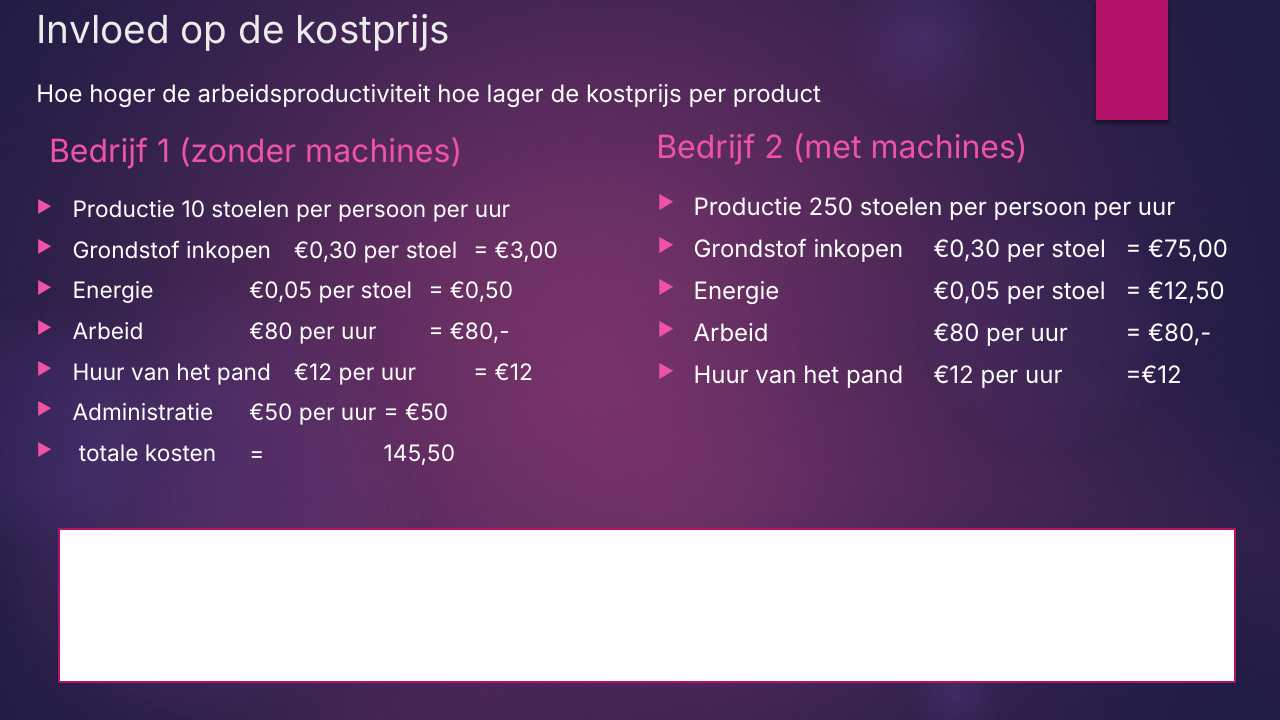 Invloed op de kostprijs
Hoe hoger de arbeidsproductiviteit hoe lager de kostprijs per product
Bedrijf 1 (zonder machines)
Productie 10 stoelen per persoon per uur
Grondstof inkopen €0,30 per stoel = €3,00
Energie €0,05 per stoel = €0,50
Arbeid €80 per uur = €80,-
Huur van het pand €12 per uur = €12
Administratie €50 per uur = €50
totale kosten = 145,50
Bedrijf 2 (met machines)
Productie 250 stoelen per persoon per uur
Grondstof inkopen €0,30 per stoel = €75,00
Energie €0,05 per stoel = €12,50
Arbeid €80 per uur = €80,-
Huur van het pand €12 per uur =€12